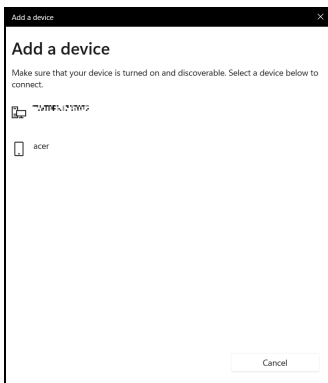 Add a device
Add a device
Make sure that your device is turned on and discoverable. Select a device below to
connect.
acer
Cancel